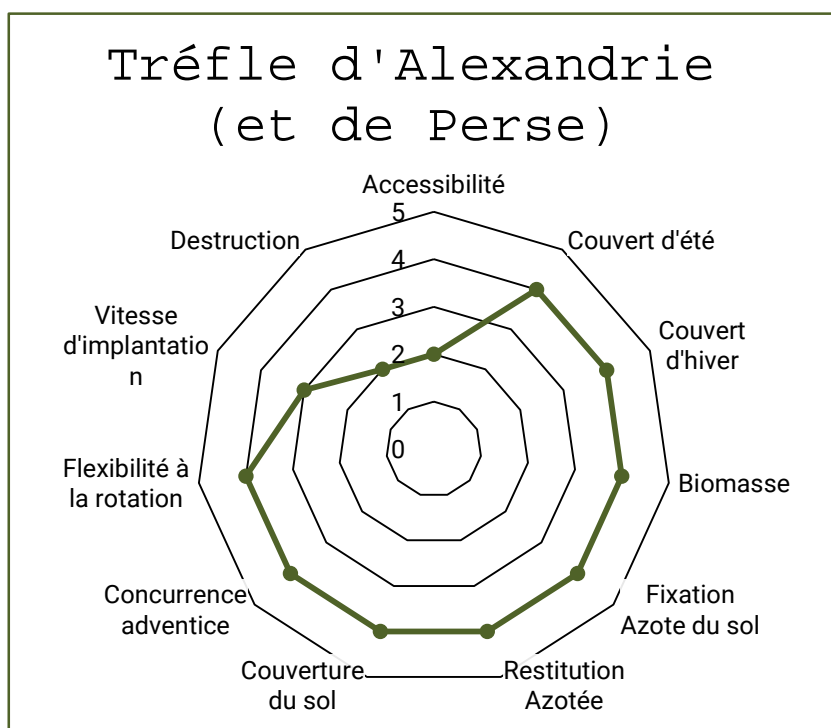 Tréfle d'Alexandrie
(et de Perse)
Accessibilité
5
4
3
2
1
0
Couvert d'été
Couvert
d'hiver
Biomasse
Fixation
Azote du sol
Restitution
Azotée
Couverture
du sol
Concurrence
adventice
Flexibilité à
la rotation
Vitesse
d'implantatio
n
Destruction